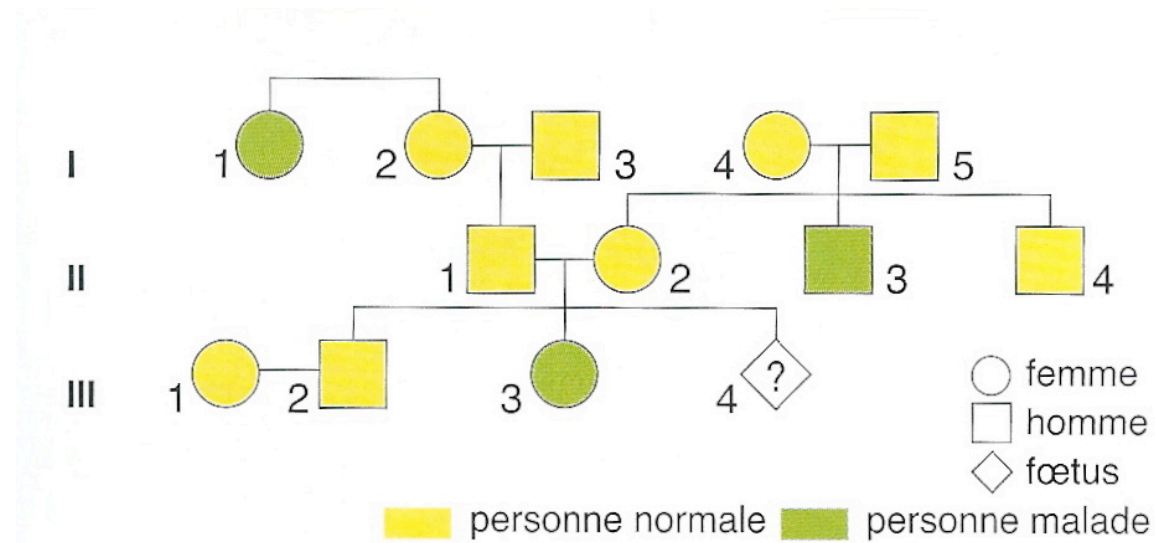 I 1 2 3 4 5
II 1 2 3 4
III 1 2 3 4 ?
femme
homme
fœtus
personne normale personne malade